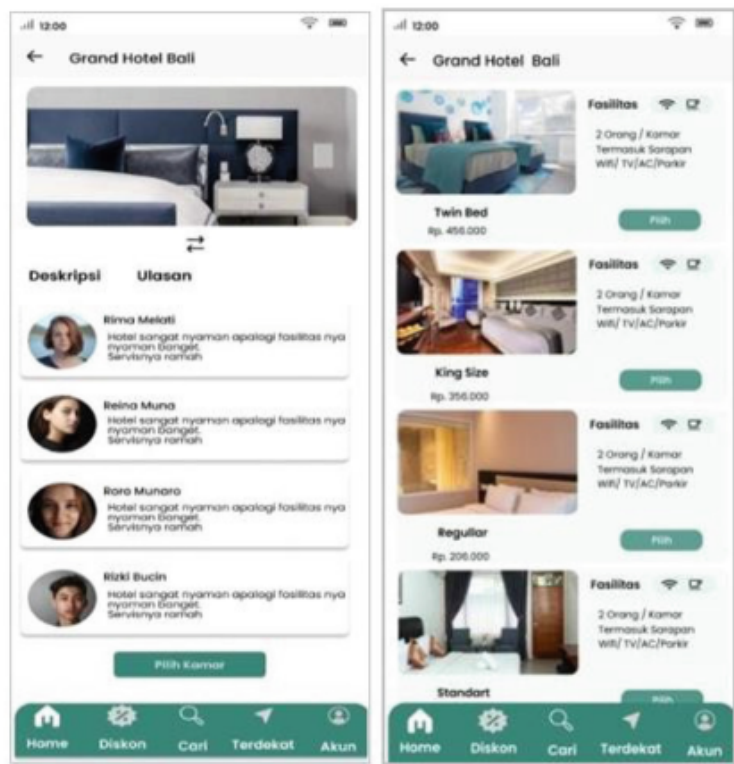 12:00
Grand Hotel Bali
Deskripsi Ulasan
Rima Melati
Hotel sangat nyaman apalagi fasilitas nya
nyaman banget.
Servisnya ramah
Reina Muna
Hotel sangat nyaman apalagi fasilitas nya
nyaman banget.
Servisnya ramah
Roro Munaro
Hotel sangat nyaman apalagi fasilitas nya
nyaman banget.
Servisnya ramah
Rizki Bucin
Hotel sangat nyaman apalagi fasilitas nya
nyaman banget.
Servisnya ramah
Pilih Kamar
Home Diskon Cari Terdekat Akun
12:00
Grand Hotel Bali
Fasilitas
2 Orang / Kamar
Termasuk Sarapan
Wifi/ TV/AC/Parkir
Twin Bed
Rp. 456.000
Pilih
Fasilitas
2 Orang / Kamar
Termasuk Sarapan
Wifi/ TV/AC/Parkir
King Size
Rp. 356.000
Pilih
Fasilitas
2 Orang / Kamar
Termasuk Sarapan
Wifi/ TV/AC/Parkir
Regullar
Rp. 206.000
Pilih
Fasilitas
2 Orang / Kamar
Termasuk Sarapan
Wifi/ TV/AC/Parkir
Standart
Pilih
Home Diskon Cari Terdekat Akun